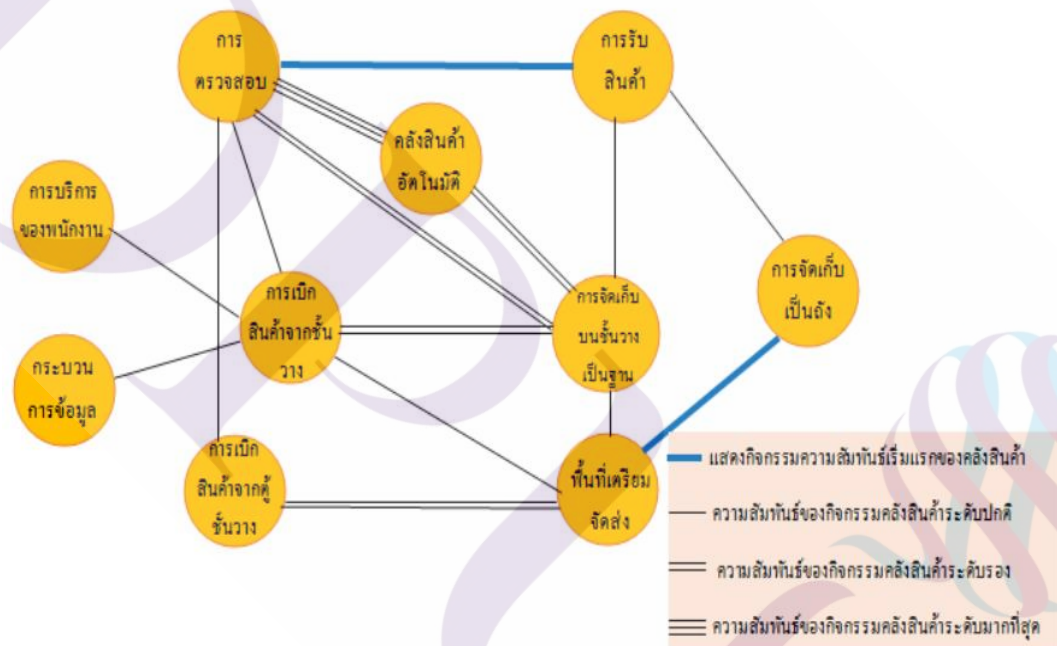 การ
ตรวจสอบ
การรับ
สินค้า
คลังสินค้า
อัตโนมัติ
การบริการ
ของพนักงาน
การจัดเก็บ
เป็นถัง
การเบิก
สินค้าจากชั้น
วาง
การจัดเก็บ
บนชั้นวาง
เป็นฐาน
กระบวน
การข้อมูล
การเบิก
สินค้าจากตู้
ชั้นวาง
พื้นที่เตรียม
จัดส่ง
แสดงกิจกรรมความสัมพันธ์เริ่มแรกของคลังสินค้า
ความสัมพันธ์ของกิจกรรมคลังสินค้าระดับปกติ
ความสัมพันธ์ของกิจกรรมคลังสินค้าระดับรอง
ความสัมพันธ์ของกิจกรรมคลังสินค้าระดับมากที่สุด